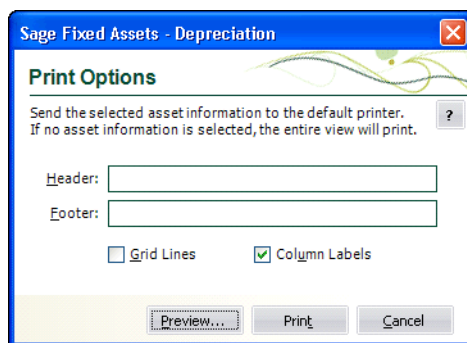 Sage Fixed Assets - Depreciation
Print Options
Send the selected asset information to the default printer.
If no asset information is selected, the entire view will print.
?
Header:
Footer:
Grid Lines
Column Labels
Preview...
Print
Cancel